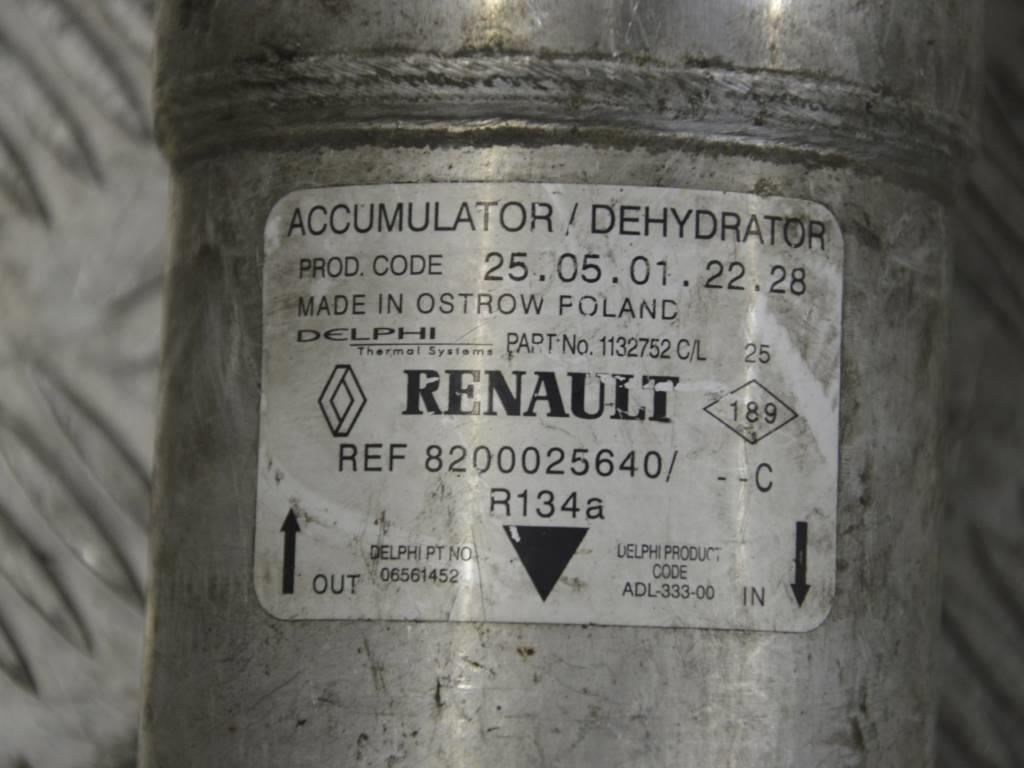 ACCUMULATOR / DEHYDRATOR
PROD. CODE 25.05.01.22.28
MADE IN OSTROW POLAND
DELPHI
Thermal Systems
PART No. 1132752 C/L 25
RENAULT 189
REF 8200025640/ --C
R134a
OUT
DELPHI PT NO
06561452
DELPHI PRODUCT
CODE
ADL-333-00
IN